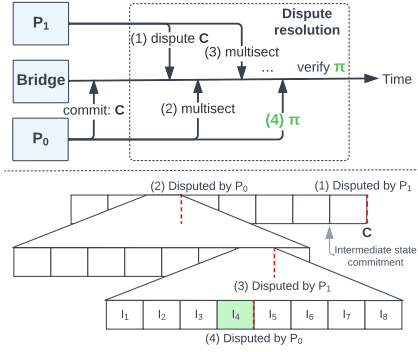 P1
Dispute
resolution
(1) dispute C
(3) multisect
...
verify π
Bridge
Time
commit: C
(2) multisect
(4) π
P0
(2) Disputed by P0
(1) Disputed by P1
C
Intermediate state
commitment
(3) Disputed by P1
I1 I2 I3 I4 I5 I6 I7 I8
(4) Disputed by P0